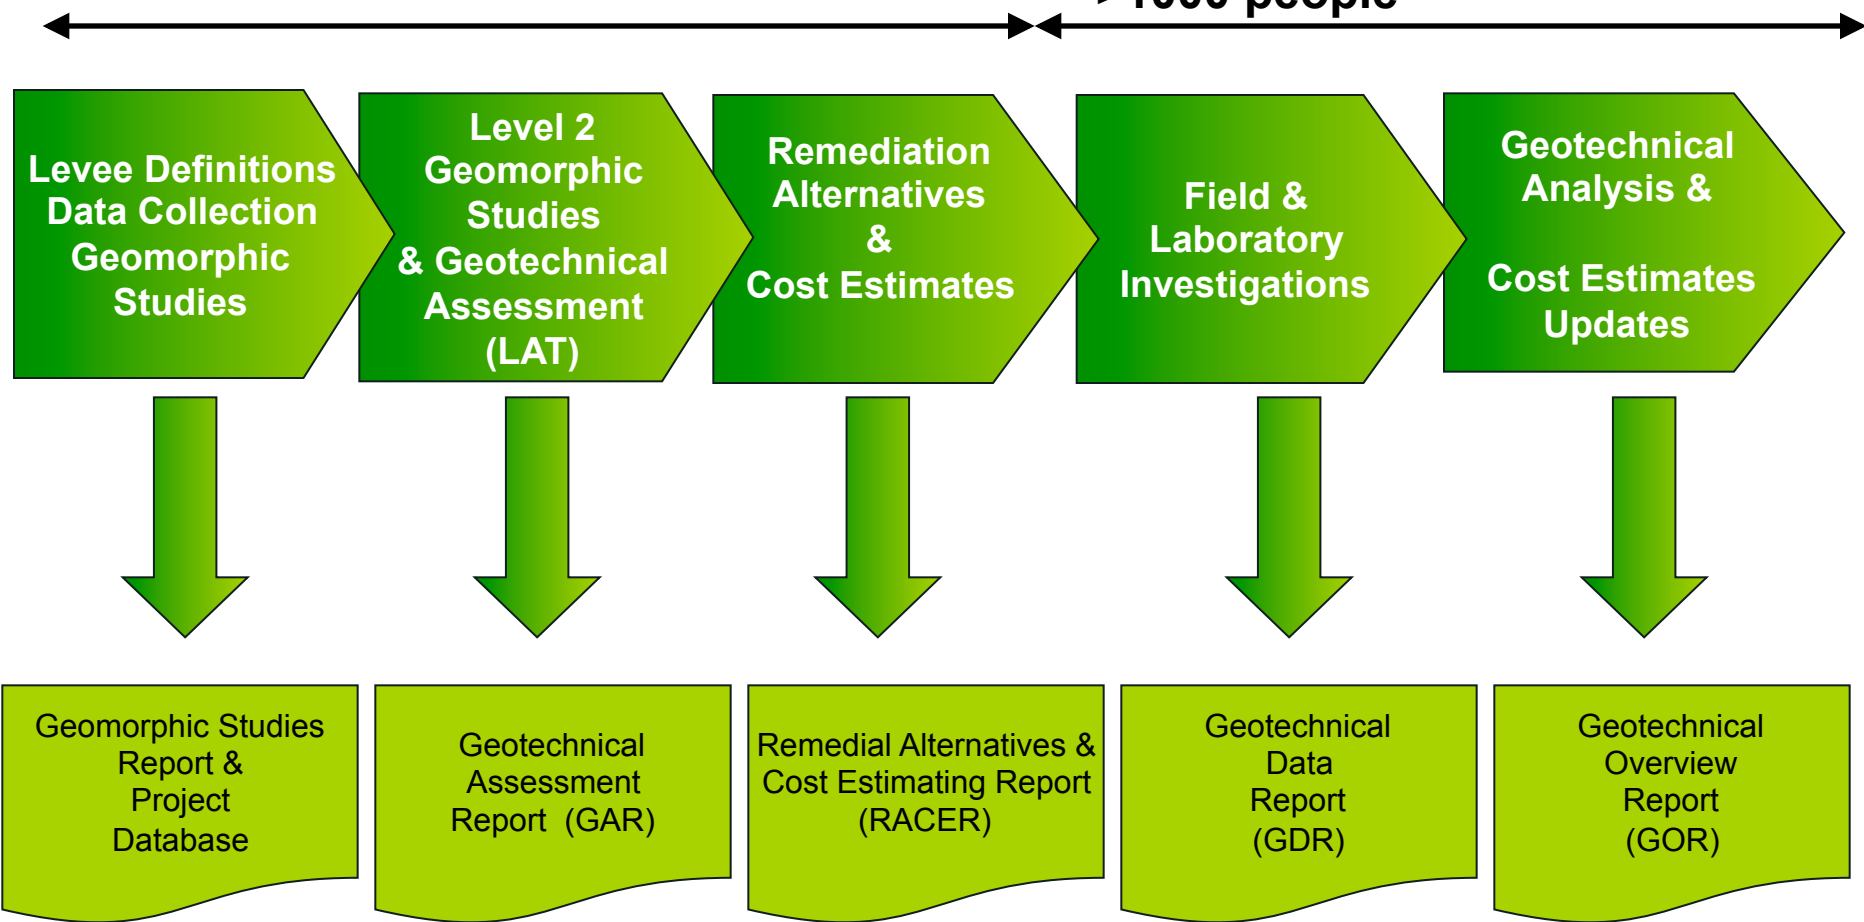 >1000 people
Levee Definitions
Data Collection
Geomorphic
Studies
Level 2
Geomorphic
Studies
& Geotechnical
Assessment
(LAT)
Remediation
Alternatives
&
Cost Estimates
Field &
Laboratory
Investigations
Geotechnical
Analysis &
Cost Estimates
Updates
Geomorphic Studies
Report &
Project
Database
Geotechnical
Assessment
Report (GAR)
Remedial Alternatives &
Cost Estimating Report
(RACER)
Geotechnical
Data
Report
(GDR)
Geotechnical
Overview
Report
(GOR)